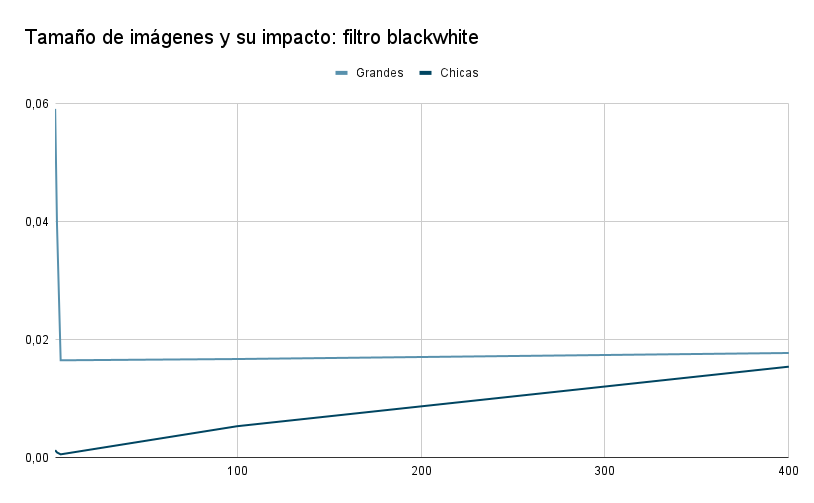 Tamaño de imágenes y su impacto: filtro blackwhite
Grandes Chicas
0,06
0,04
0,02
0,00
100 200 300 400